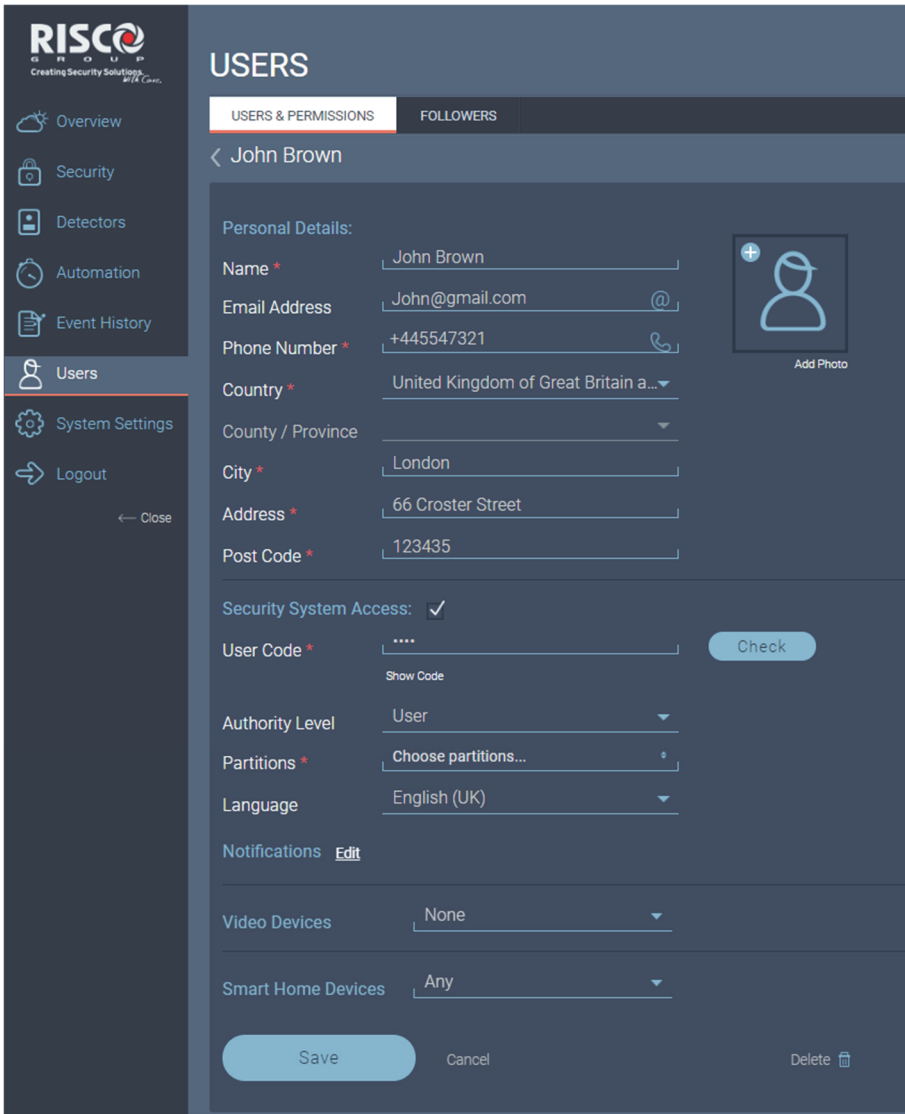 RISCO
GROUP
Creating Security Solutions.
With Care.
Overview
Security
Detectors
Automation
Event History
Users
System Settings
Logout
← Close
USERS
USERS & PERMISSIONS FOLLOWERS
John Brown
Personal Details:
Name * John Brown
Email Address John@gmail.com @
Phone Number * +445547321
Add Photo
Country * United Kingdom of Great Britain a...
County / Province
City * London
Address * 66 Croster Street
Post Code * 123435
Security System Access:
User Code * •••• Check
Show Code
Authority Level User
Partitions * Choose partitions...
Language English (UK)
Notifications Edit
Video Devices None
Smart Home Devices Any
Save Cancel Delete